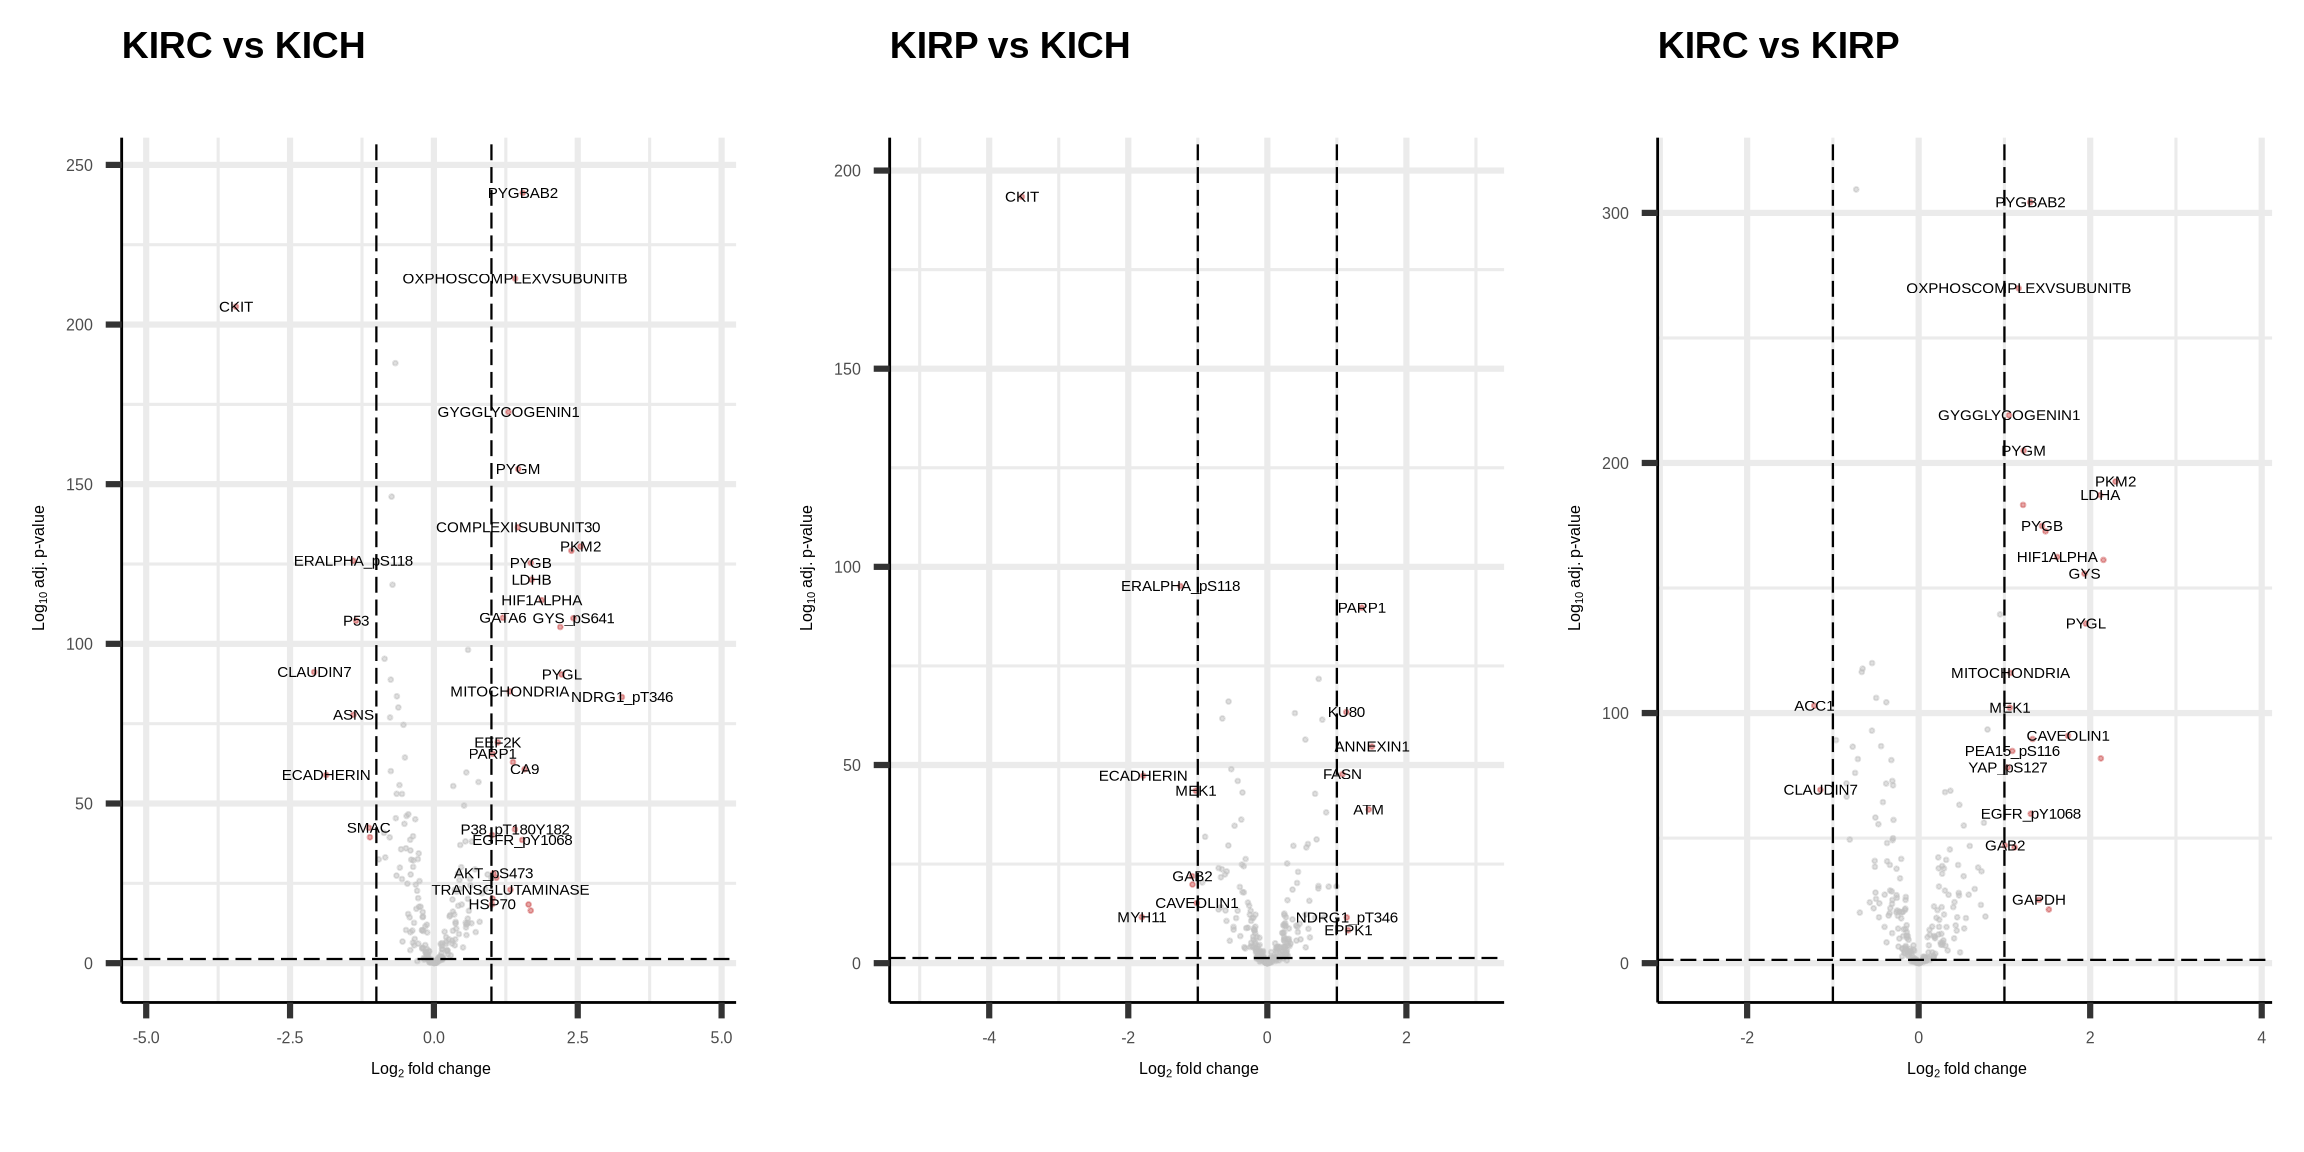 KIRC vs KICH
250
200
150
100
50
0
-5.0
-2.5
0.0
2.5
5.0
Log10 adj. p-value
Log2 fold change
PYGBAB2
OXPHOSCOMPLEXVSUBUNITB
CKIT
GYGGLYCOGENIN1
PYGM
COMPLEXIISUBUNIT30
PKM2
ERALPHA_pS118
PYGB
LDHB
HIF1ALPHA
GATA6
GYS_pS641
P53
CLAUDIN7
PYGL
MITOCHONDRIA
NDRG1_pT346
ASNS
EEF2K
PARP1
CA9
ECADHERIN
SMAC
P38_pT180Y182
EGFR_pY1068
AKT_pS473
TRANSGLUTAMINASE
HSP70
KIRP vs KICH
200
150
100
50
0
-4
-2
0
2
Log10 adj. p-value
Log2 fold change
CKIT
ERALPHA_pS118
PARP1
KU80
ANNEXIN1
ECADHERIN
FASN
MEK1
ATM
GAB2
CAVEOLIN1
MYH11
NDRG1_pT346
EPPK1
KIRC vs KIRP
300
200
100
0
-2
0
2
4
Log10 adj. p-value
Log2 fold change
PYGBAB2
OXPHOSCOMPLEXVSUBUNITB
GYGGLYCOGENIN1
PYGM
PKM2
LDHA
PYGB
HIF1ALPHA
GYS
PYGL
MITOCHONDRIA
ACC1
MEK1
CAVEOLIN1
PEA15_pS116
YAP_pS127
CLAUDIN7
EGFR_pY1068
GAB2
GAPDH